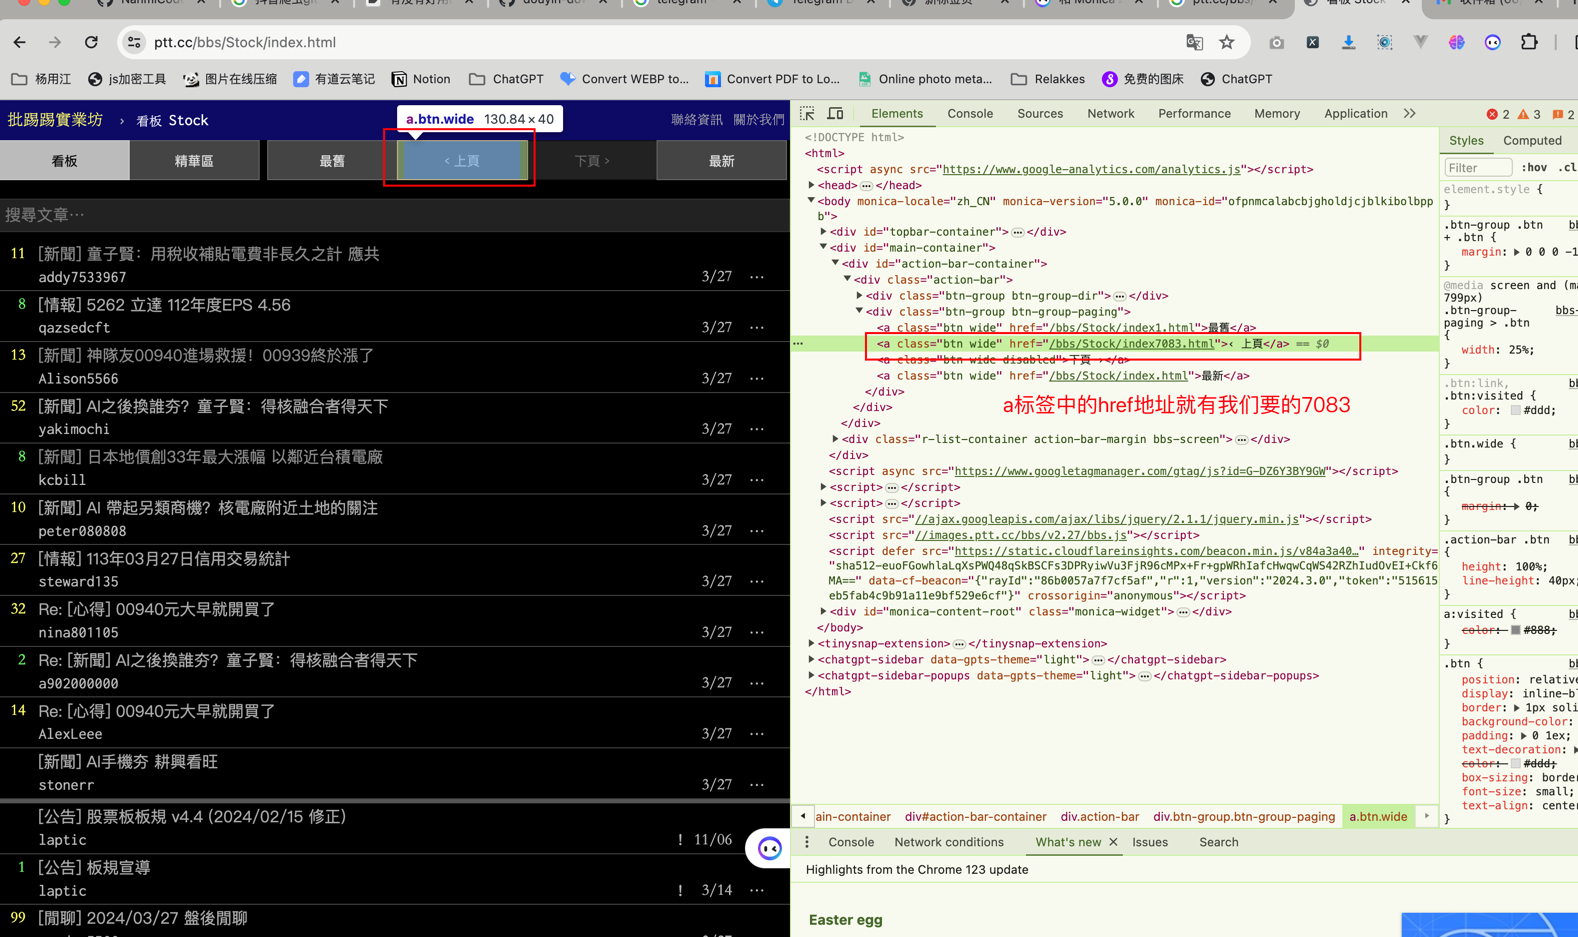 NanmiCoder
telegram
新标签页
和 Monica
ptt.cc/bbs/
看板 Stock
ptt.cc/bbs/Stock/index.html
杨用江 js加密工具 图片在线压缩 有道云笔记 Notion ChatGPT Convert WEBP to... Convert PDF to Lo... Online photo meta... Relakkes 免费的图床 ChatGPT
批踢踢實業坊 › 看板 Stock
a.btn.wide 130.84 × 40
聯絡資訊 關於我們
看板 精華區 最舊 ‹ 上頁 下頁 › 最新
搜尋文章⋯
11 [新聞] 童子賢：用稅收補貼電費非長久之計 應共
addy7533967 3/27 ⋯
8 [情報] 5262 立達 112年度EPS 4.56
qazsedcft 3/27 ⋯
13 [新聞] 神隊友00940進場救援！00939終於漲了
Alison5566 3/27 ⋯
52 [新聞] AI之後換誰夯？童子賢：得核融合者得天下
yakimochi 3/27 ⋯
8 [新聞] 日本地價創33年最大漲幅 以鄰近台積電廠
kcbill 3/27 ⋯
10 [新聞] AI 帶起另類商機？核電廠附近土地的關注
peter080808 3/27 ⋯
27 [情報] 113年03月27日信用交易統計
steward135 3/27 ⋯
32 Re: [心得] 00940元大早就開買了
nina801105 3/27 ⋯
2 Re: [新聞] AI之後換誰夯？童子賢：得核融合者得天下
a902000000 3/27 ⋯
14 Re: [心得] 00940元大早就開買了
AlexLeee 3/27 ⋯
[新聞] AI手機夯 耕興看旺
stonerr 3/27 ⋯
[公告] 股票板板規 v4.4 (2024/02/15 修正)
laptic ! 11/06
1 [公告] 板規宣導
laptic ! 3/14 ⋯
99 [閒聊] 2024/03/27 盤後閒聊
Elements Console Sources Network Performance Memory Application » 2 3 2
<!DOCTYPE html>
<html>
<script async src="https://www.google-analytics.com/analytics.js"></script>
<head>⋯</head>
<body monica-locale="zh_CN" monica-version="5.0.0" monica-id="ofpnmcalabcbjgholdjcjblkibolbpp
b">
<div id="topbar-container">⋯</div>
<div id="main-container">
<div id="action-bar-container">
<div class="action-bar">
<div class="btn-group btn-group-dir">⋯</div>
<div class="btn-group btn-group-paging">
<a class="btn wide" href="/bbs/Stock/index1.html">最舊</a>
<a class="btn wide" href="/bbs/Stock/index7083.html">‹ 上頁</a> == $0
<a class="btn wide disabled">下頁 ›</a>
<a class="btn wide" href="/bbs/Stock/index.html">最新</a>
</div>
a标签中的href地址就有我们要的7083
</div>
</div>
<div class="r-list-container action-bar-margin bbs-screen">⋯</div>
</div>
<script async src="https://www.googletagmanager.com/gtag/js?id=G-DZ6Y3BY9GW"></script>
<script>⋯</script>
<script>⋯</script>
<script src="//ajax.googleapis.com/ajax/libs/jquery/2.1.1/jquery.min.js"></script>
<script src="//images.ptt.cc/bbs/v2.27/bbs.js"></script>
<script defer src="https://static.cloudflareinsights.com/beacon.min.js/v84a3a40…" integrity=
"sha512-euoFGowhlaLqXsPWQ48qSkBSCFs3DPRyiwVu3FjR96cMPx+Fr+gpWRhIafcHwqwCqWS42RZhIudOvEI+Ckf6
MA==" data-cf-beacon="{"rayId":"86b0057a7f7cf5af","r":1,"version":"2024.3.0","token":"515615
eb5fab4c9b91a11e9bf529e6cf"}" crossorigin="anonymous"></script>
<div id="monica-content-root" class="monica-widget">⋯</div>
</body>
<tinysnap-extension>⋯</tinysnap-extension>
<chatgpt-sidebar data-gpts-theme="light">⋯</chatgpt-sidebar>
<chatgpt-sidebar-popups data-gpts-theme="light">⋯</chatgpt-sidebar-popups>
</html>
ain-container div#action-bar-container div.action-bar div.btn-group.btn-group-paging a.btn.wide
Console Network conditions What's new × Issues Search
Highlights from the Chrome 123 update
Easter egg
Styles Computed
Filter :hov .cl
element.style {
}
.btn-group .btn
+ .btn {
margin: 0 0 0 -1
}
@media screen and (ma
799px)
.btn-group- bbs-
paging > .btn
{
width: 25%;
}
.btn:link,
.btn:visited {
color: #ddd;
}
.btn.wide {
}
.btn-group .btn
{
margin: 0;
}
.action-bar .btn
{
height: 100%;
line-height: 40px;
}
a:visited {
color: #888;
}
.btn {
position: relative
display: inline-bl
border: 1px soli
background-color:
padding: 0 1ex;
text-decoration:
color: #ddd;
box-sizing: border
font-size: small;
text-align: center
}